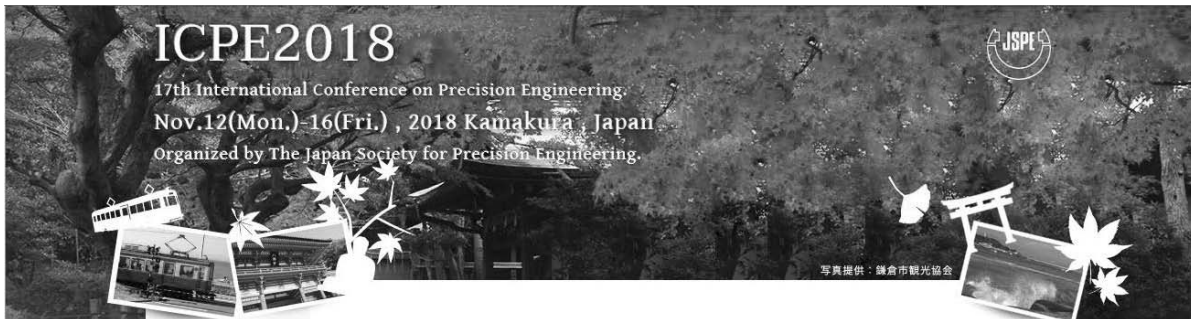 ICPE2018
JSPE
17th International Conference on Precision Engineering.
Nov.12(Mon.)-16(Fri.) , 2018 Kamakura , Japan
Organized by The Japan Society for Precision Engineering.
写真提供：鎌倉市観光協会